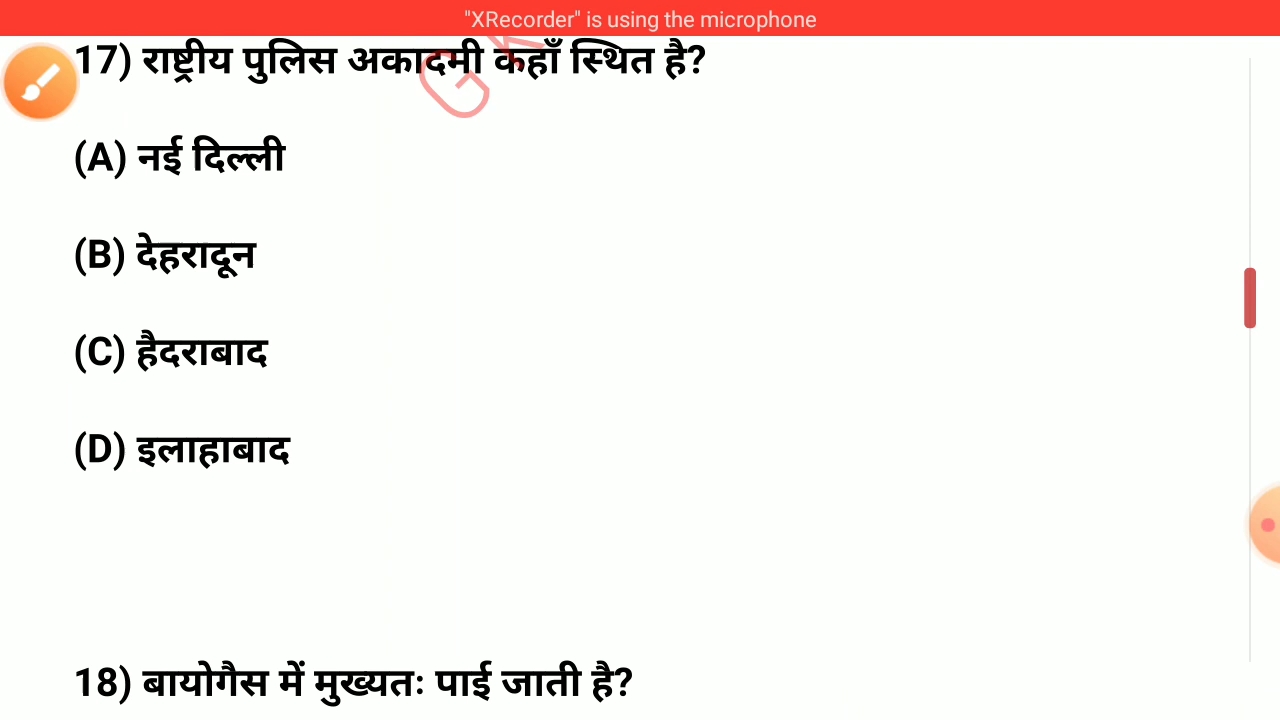 "XRecorder" is using the microphone
17) राष्ट्रीय पुलिस अकादमी कहाँ स्थित है?
G K
(A) नई दिल्ली
(B) देहरादून
(C) हैदराबाद
(D) इलाहाबाद
18) बायोगैस में मुख्यतः पाई जाती है?